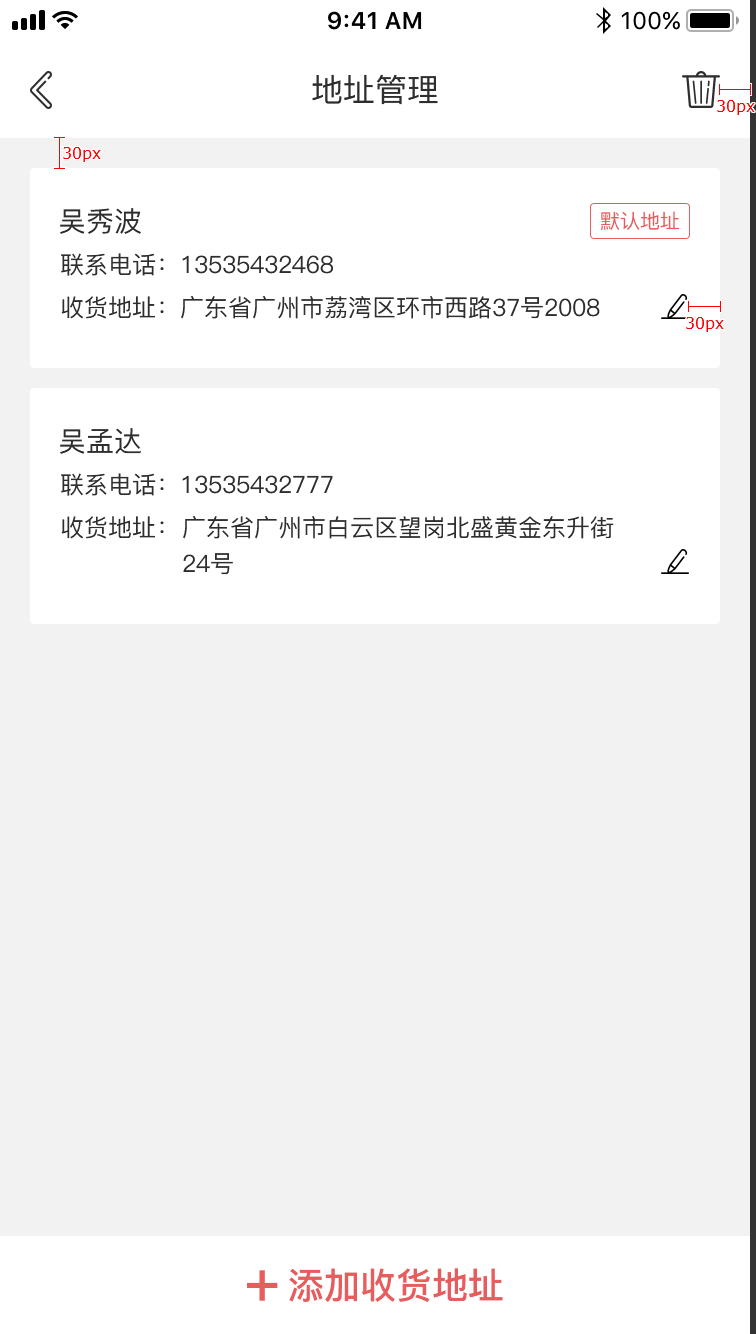 9:41 AM
100%
地址管理
30px
30px
吴秀波
默认地址
联系电话：13535432468
收货地址：广东省广州市荔湾区环市西路37号2008
30px
吴孟达
联系电话：13535432777
收货地址：广东省广州市白云区望岗北盛黄金东升街
24号
添加收货地址